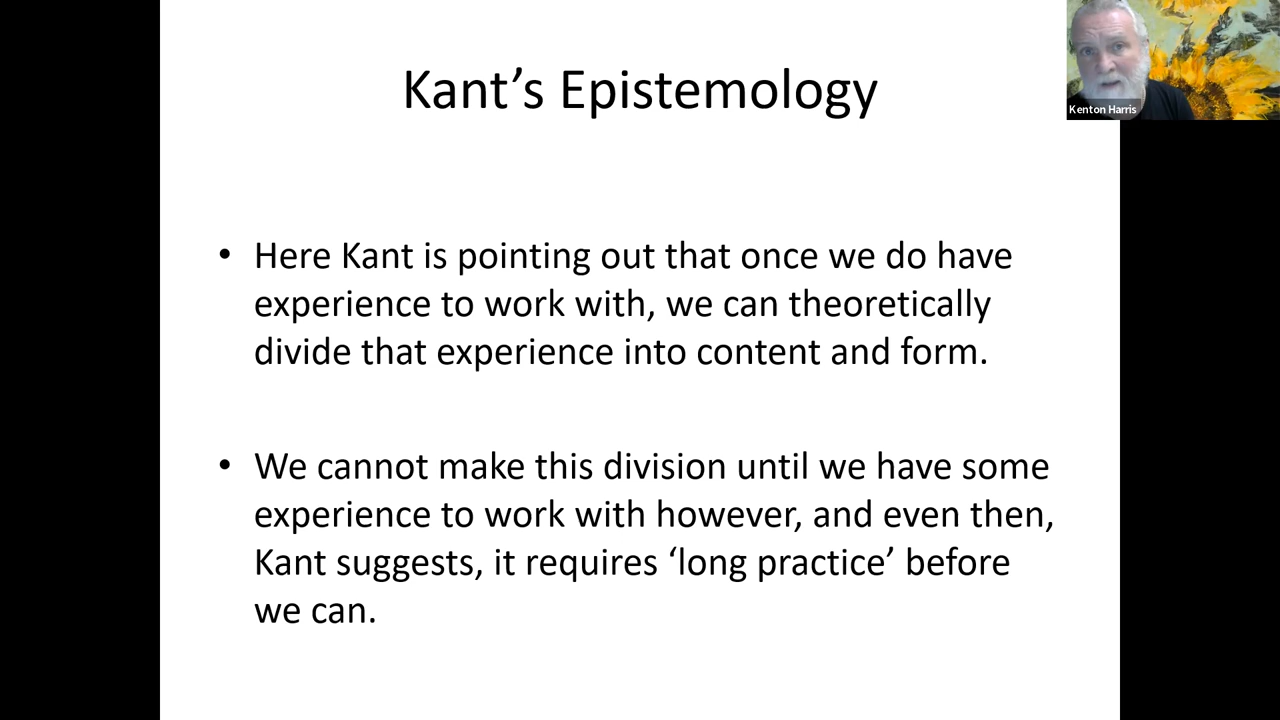 Kant’s Epistemology
Kenton Harris
• Here Kant is pointing out that once we do have
experience to work with, we can theoretically
divide that experience into content and form.
• We cannot make this division until we have some
experience to work with however, and even then,
Kant suggests, it requires ‘long practice’ before
we can.